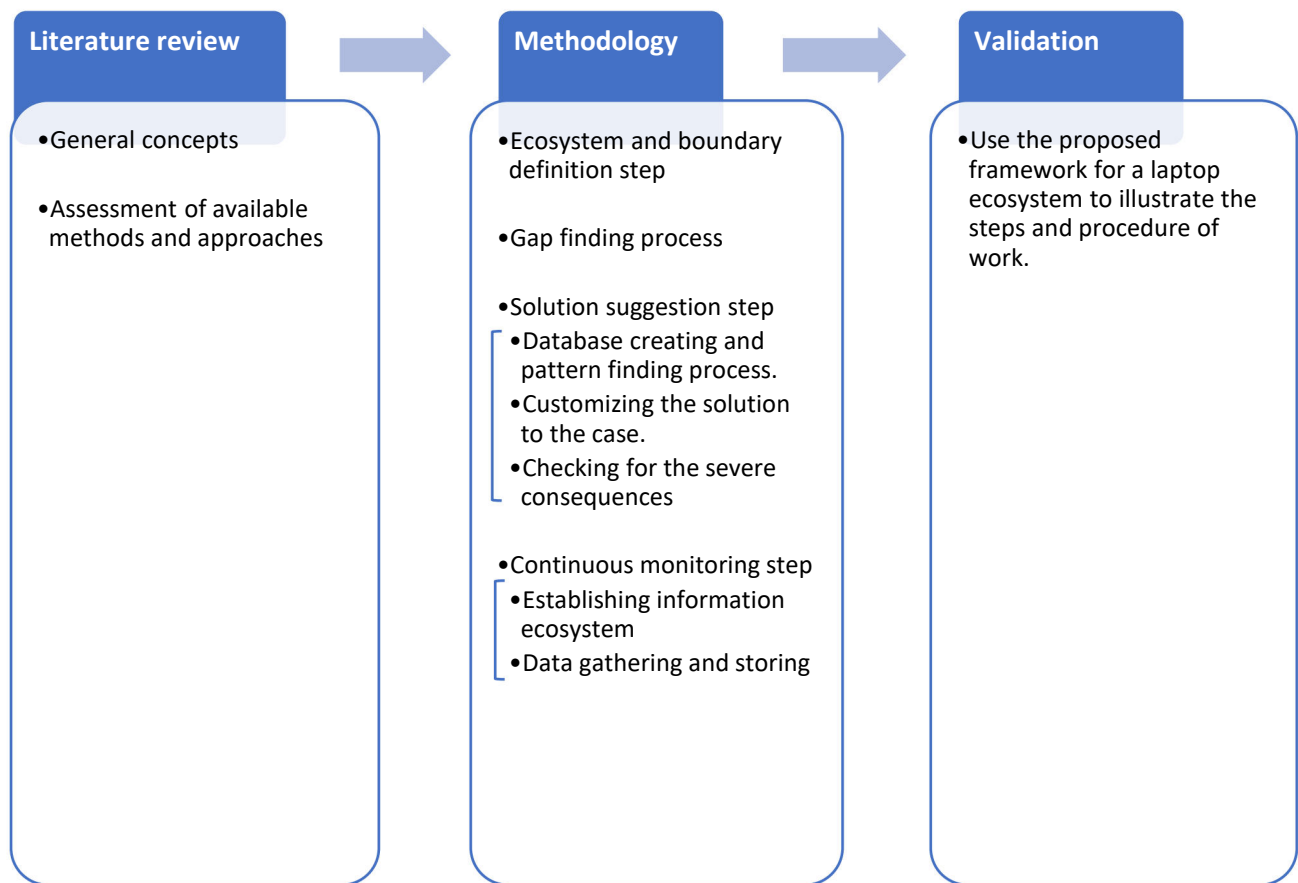 Literature review
•General concepts
•Assessment of available
methods and approaches
Methodology
•Ecosystem and boundary
definition step
•Gap finding process
•Solution suggestion step
•Database creating and
pattern finding process.
•Customizing the solution
to the case.
•Checking for the severe
consequences
•Continuous monitoring step
•Establishing information
ecosystem
•Data gathering and storing
Validation
•Use the proposed
framework for a laptop
ecosystem to illustrate the
steps and procedure of
work.